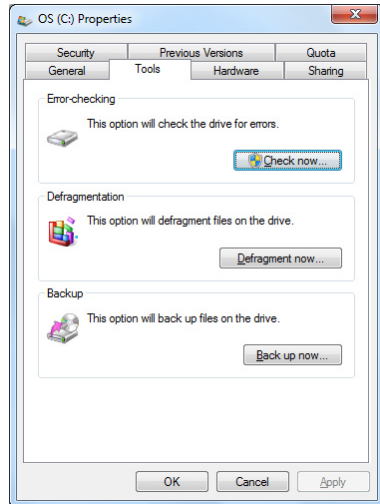 OS (C:) Properties
Security Previous Versions Quota
General Tools Hardware Sharing
Error-checking
This option will check the drive for errors.
Check now...
Defragmentation
This option will defragment files on the drive.
Defragment now...
Backup
This option will back up files on the drive.
Back up now...
OK Cancel Apply